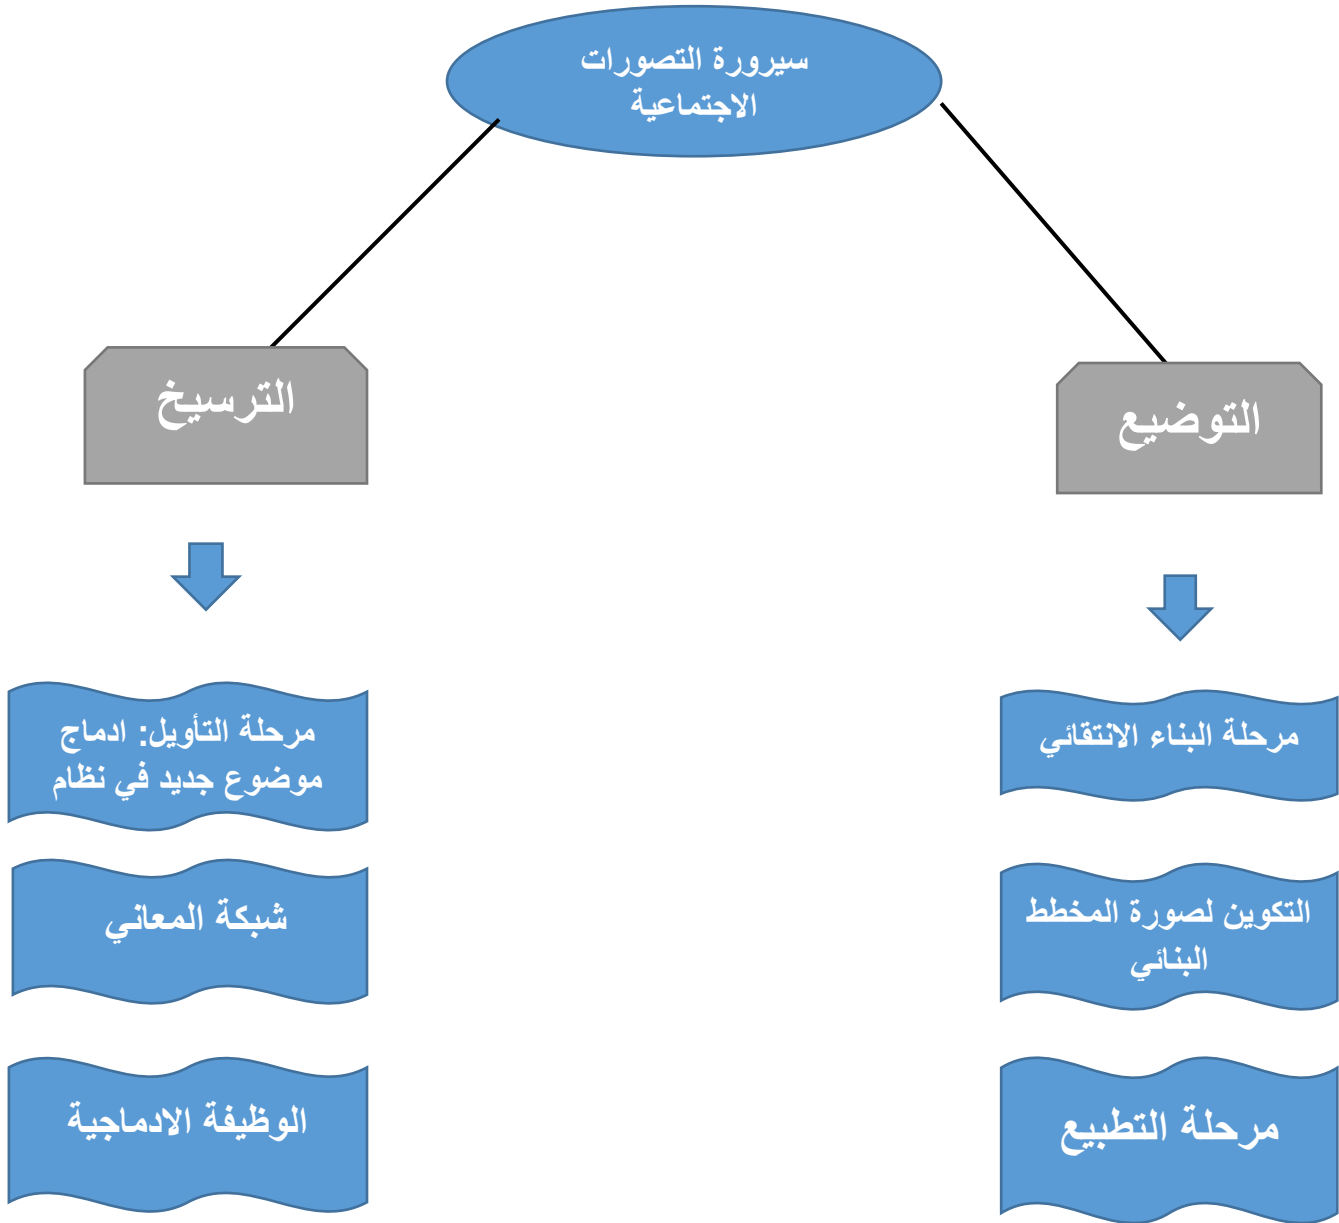 سيرورة التصورات
الاجتماعية
التوضيع
الترسيخ
مرحلة البناء الانتقائي
التكوين لصورة المخطط
البنائي
مرحلة التطبيع
مرحلة التأويل: ادماج
موضوع جديد في نظام
شبكة المعاني
الوظيفة الادماجية